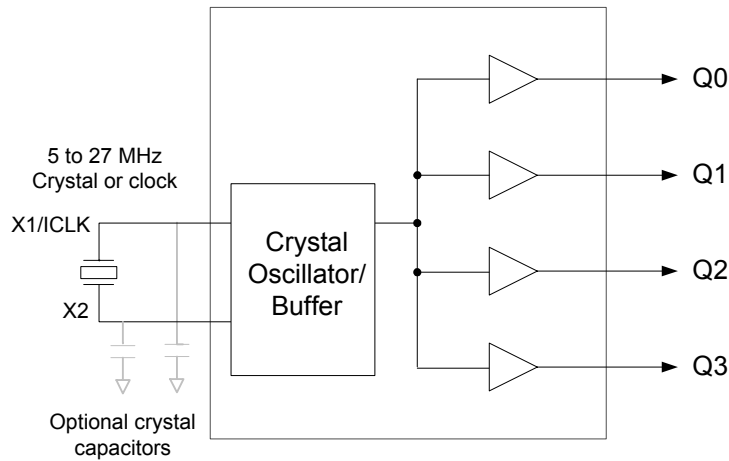 5 to 27 MHz
Crystal or clock
X1/ICLK
X2
Optional crystal
capacitors
Crystal
Oscillator/
Buffer
Q0
Q1
Q2
Q3